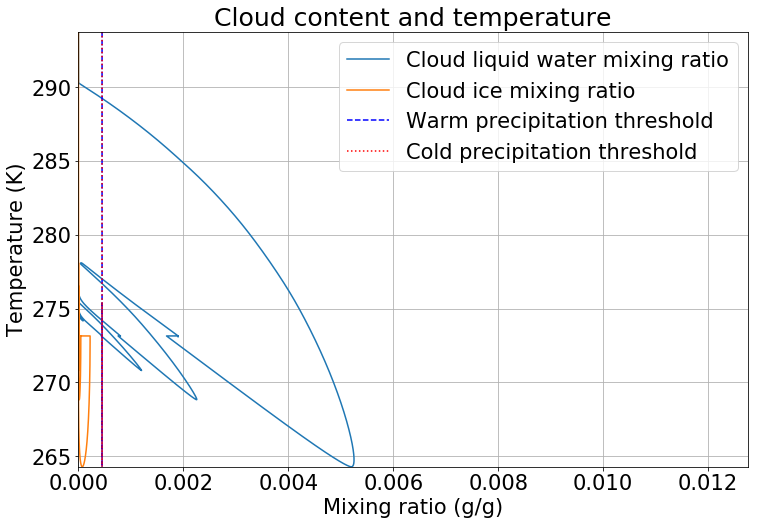 Cloud content and temperature
Cloud liquid water mixing ratio
Cloud ice mixing ratio
Warm precipitation threshold
Cold precipitation threshold
Temperature (K)
290
285
280
275
270
265
0.000 0.002 0.004 0.006 0.008 0.010 0.012
Mixing ratio (g/g)